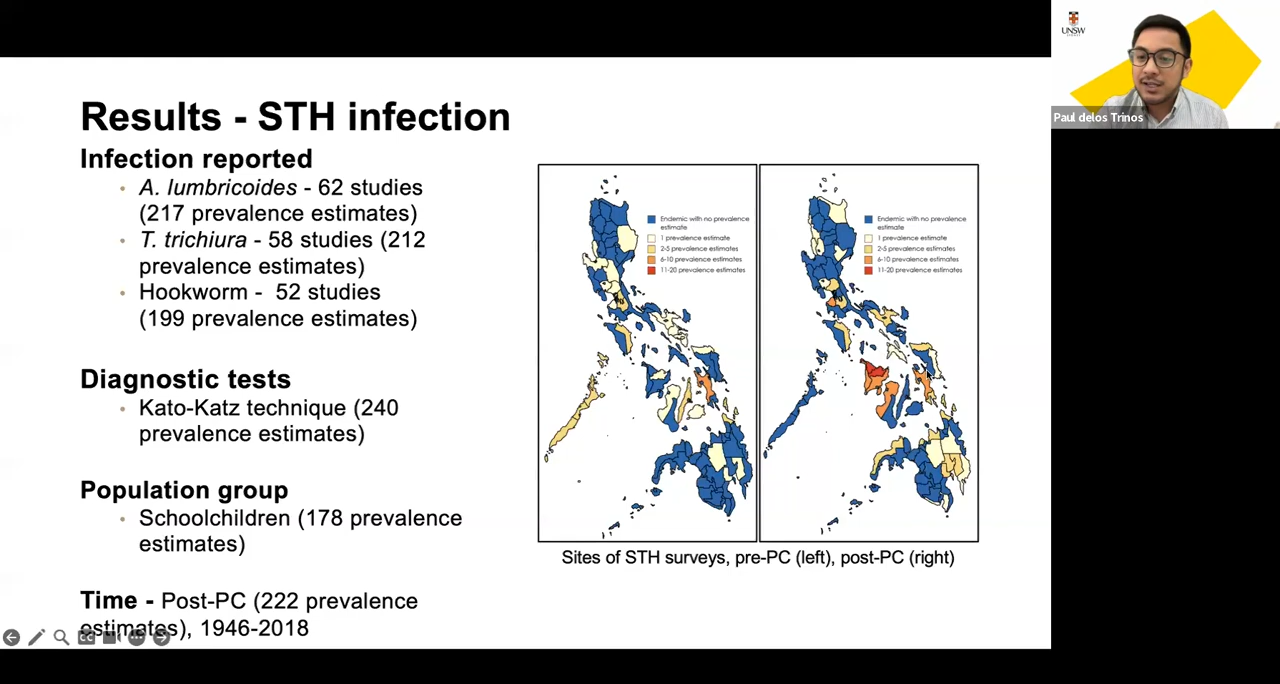 UNSW
Paul delos Trinos
Results - STH infection
Infection reported
A. lumbricoides - 62 studies
(217 prevalence estimates)
T. trichiura - 58 studies (212
prevalence estimates)
Hookworm - 52 studies
(199 prevalence estimates)
Diagnostic tests
Kato-Katz technique (240
prevalence estimates)
Population group
Schoolchildren (178 prevalence
estimates)
Time - Post-PC (222 prevalence
estimates), 1946-2018
Endemic with no prevalence
estimate
1 prevalence estimate
2-5 prevalence estimates
6-10 prevalence estimates
11-20 prevalence estimates
Endemic with no prevalence
estimate
1 prevalence estimate
2-5 prevalence estimates
6-10 prevalence estimates
11-20 prevalence estimates
Sites of STH surveys, pre-PC (left), post-PC (right)
CC